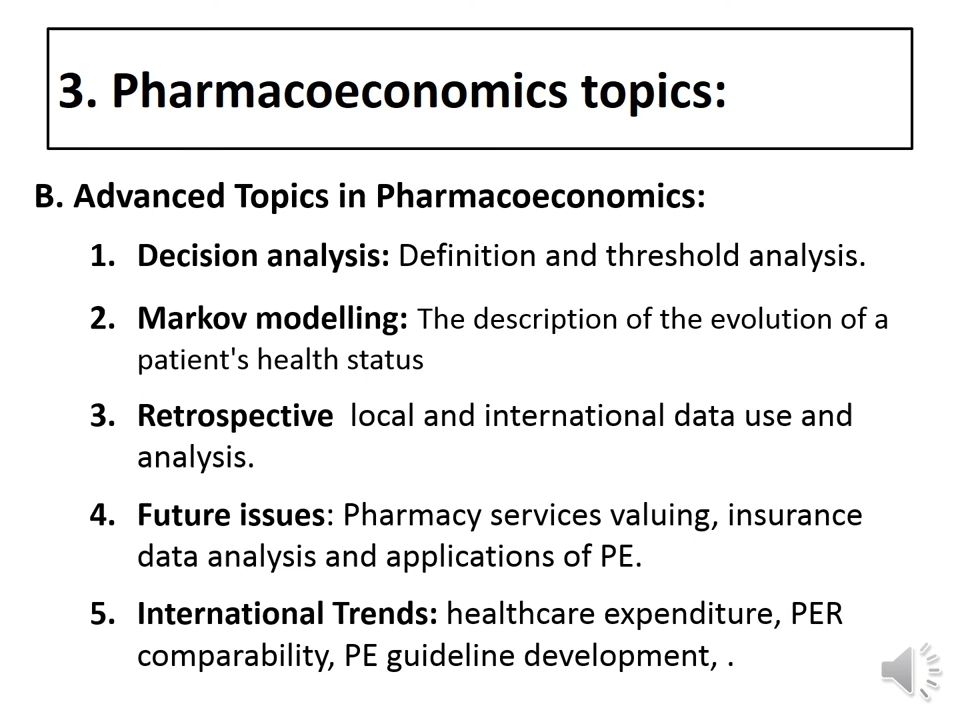 3. Pharmacoeconomics topics:
B. Advanced Topics in Pharmacoeconomics:
1. Decision analysis: Definition and threshold analysis.
2. Markov modelling: The description of the evolution of a
patient's health status
3. Retrospective  local and international data use and
analysis.
4. Future issues: Pharmacy services valuing, insurance
data analysis and applications of PE.
5. International Trends: healthcare expenditure, PER
comparability, PE guideline development, .